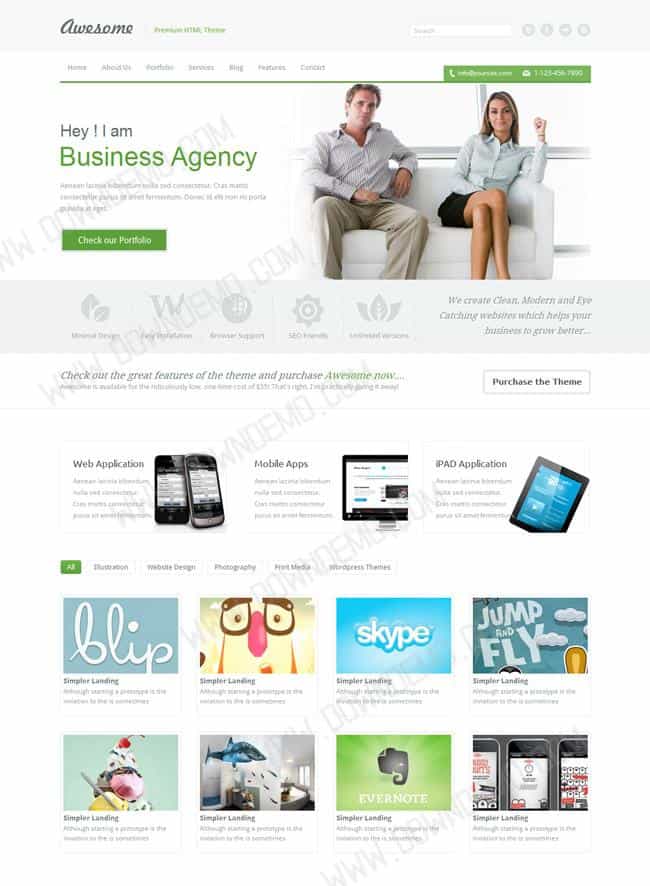 Awesome
Premium HTML Theme
Search
Home About Us Portfolio Services Blog Features Contact
info@yoursite.com 1-123-456-7890
Hey ! I am
Business Agency
Aenean lacinia bibendum nulla sed consectetur. Cras mattis
consectetur purus sit amet fermentum. Donec id elit non mi porta
gravida at eget.
Check our Portfolio
Minimal Design Easy Installation Browser Support SEO Friendly Unlimited Versions
We create Clean, Modern and Eye
Catching websites which helps your
business to grow better...
Check out the great features of the theme and purchase Awesome now....
Awesome is available for the ridiculously low, one-time cost of $35! That's right, I'm practically giving it away!
Purchase the Theme
Web Application
Aenean lacinia bibendum
nulla sed consectetur.
Cras mattis consectetur
purus sit amet fermentum.
Mobile Apps
Aenean lacinia bibendum
nulla sed consectetur.
Cras mattis consectetur
purus sit amet fermentum.
iPAD Application
Aenean lacinia bibendum
nulla sed consectetur.
Cras mattis consectetur
purus sit amet fermentum.
All Illustration Website Design Photography Print Media Wordpress Themes
blip
skype
JUMP
AND
FLY
Simpler Landing
Although starting a prototype is the
invitation to the is sometimes
Simpler Landing
Although starting a prototype is the
invitation to the is sometimes
Simpler Landing
Although starting a prototype is the
invitation to the is sometimes
Simpler Landing
Although starting a prototype is the
invitation to the is sometimes
EVERNOTE
Simpler Landing
Although starting a prototype is the
invitation to the is sometimes
Simpler Landing
Although starting a prototype is the
invitation to the is sometimes
Simpler Landing
Although starting a prototype is the
invitation to the is sometimes
Simpler Landing
Although starting a prototype is the
invitation to the is sometimes
WWW.DOWNDEMO.COM